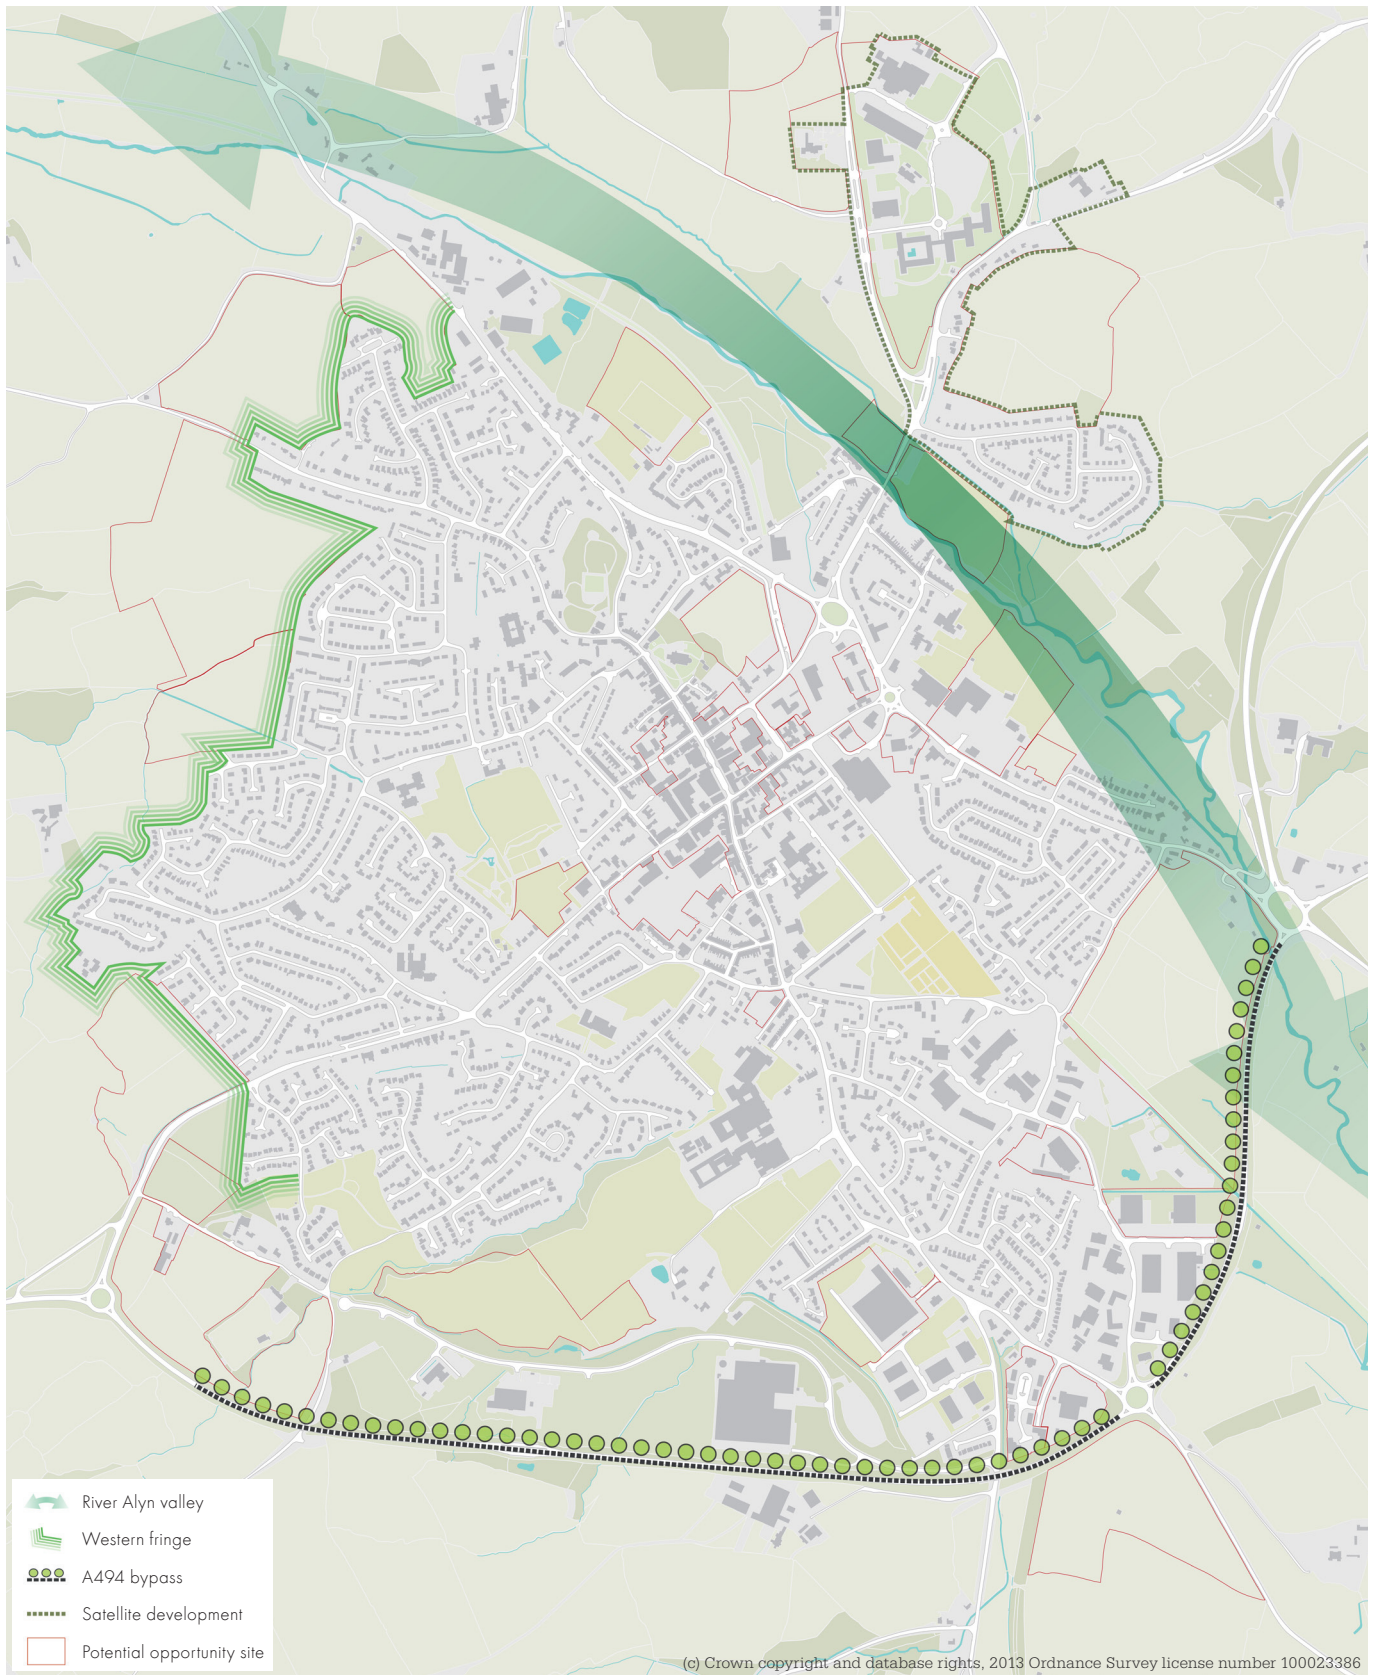 River Alyn valley
Western fringe
A494 bypass
Satellite development
Potential opportunity site
(c) Crown copyright and database rights, 2013 Ordnance Survey license number 100023386